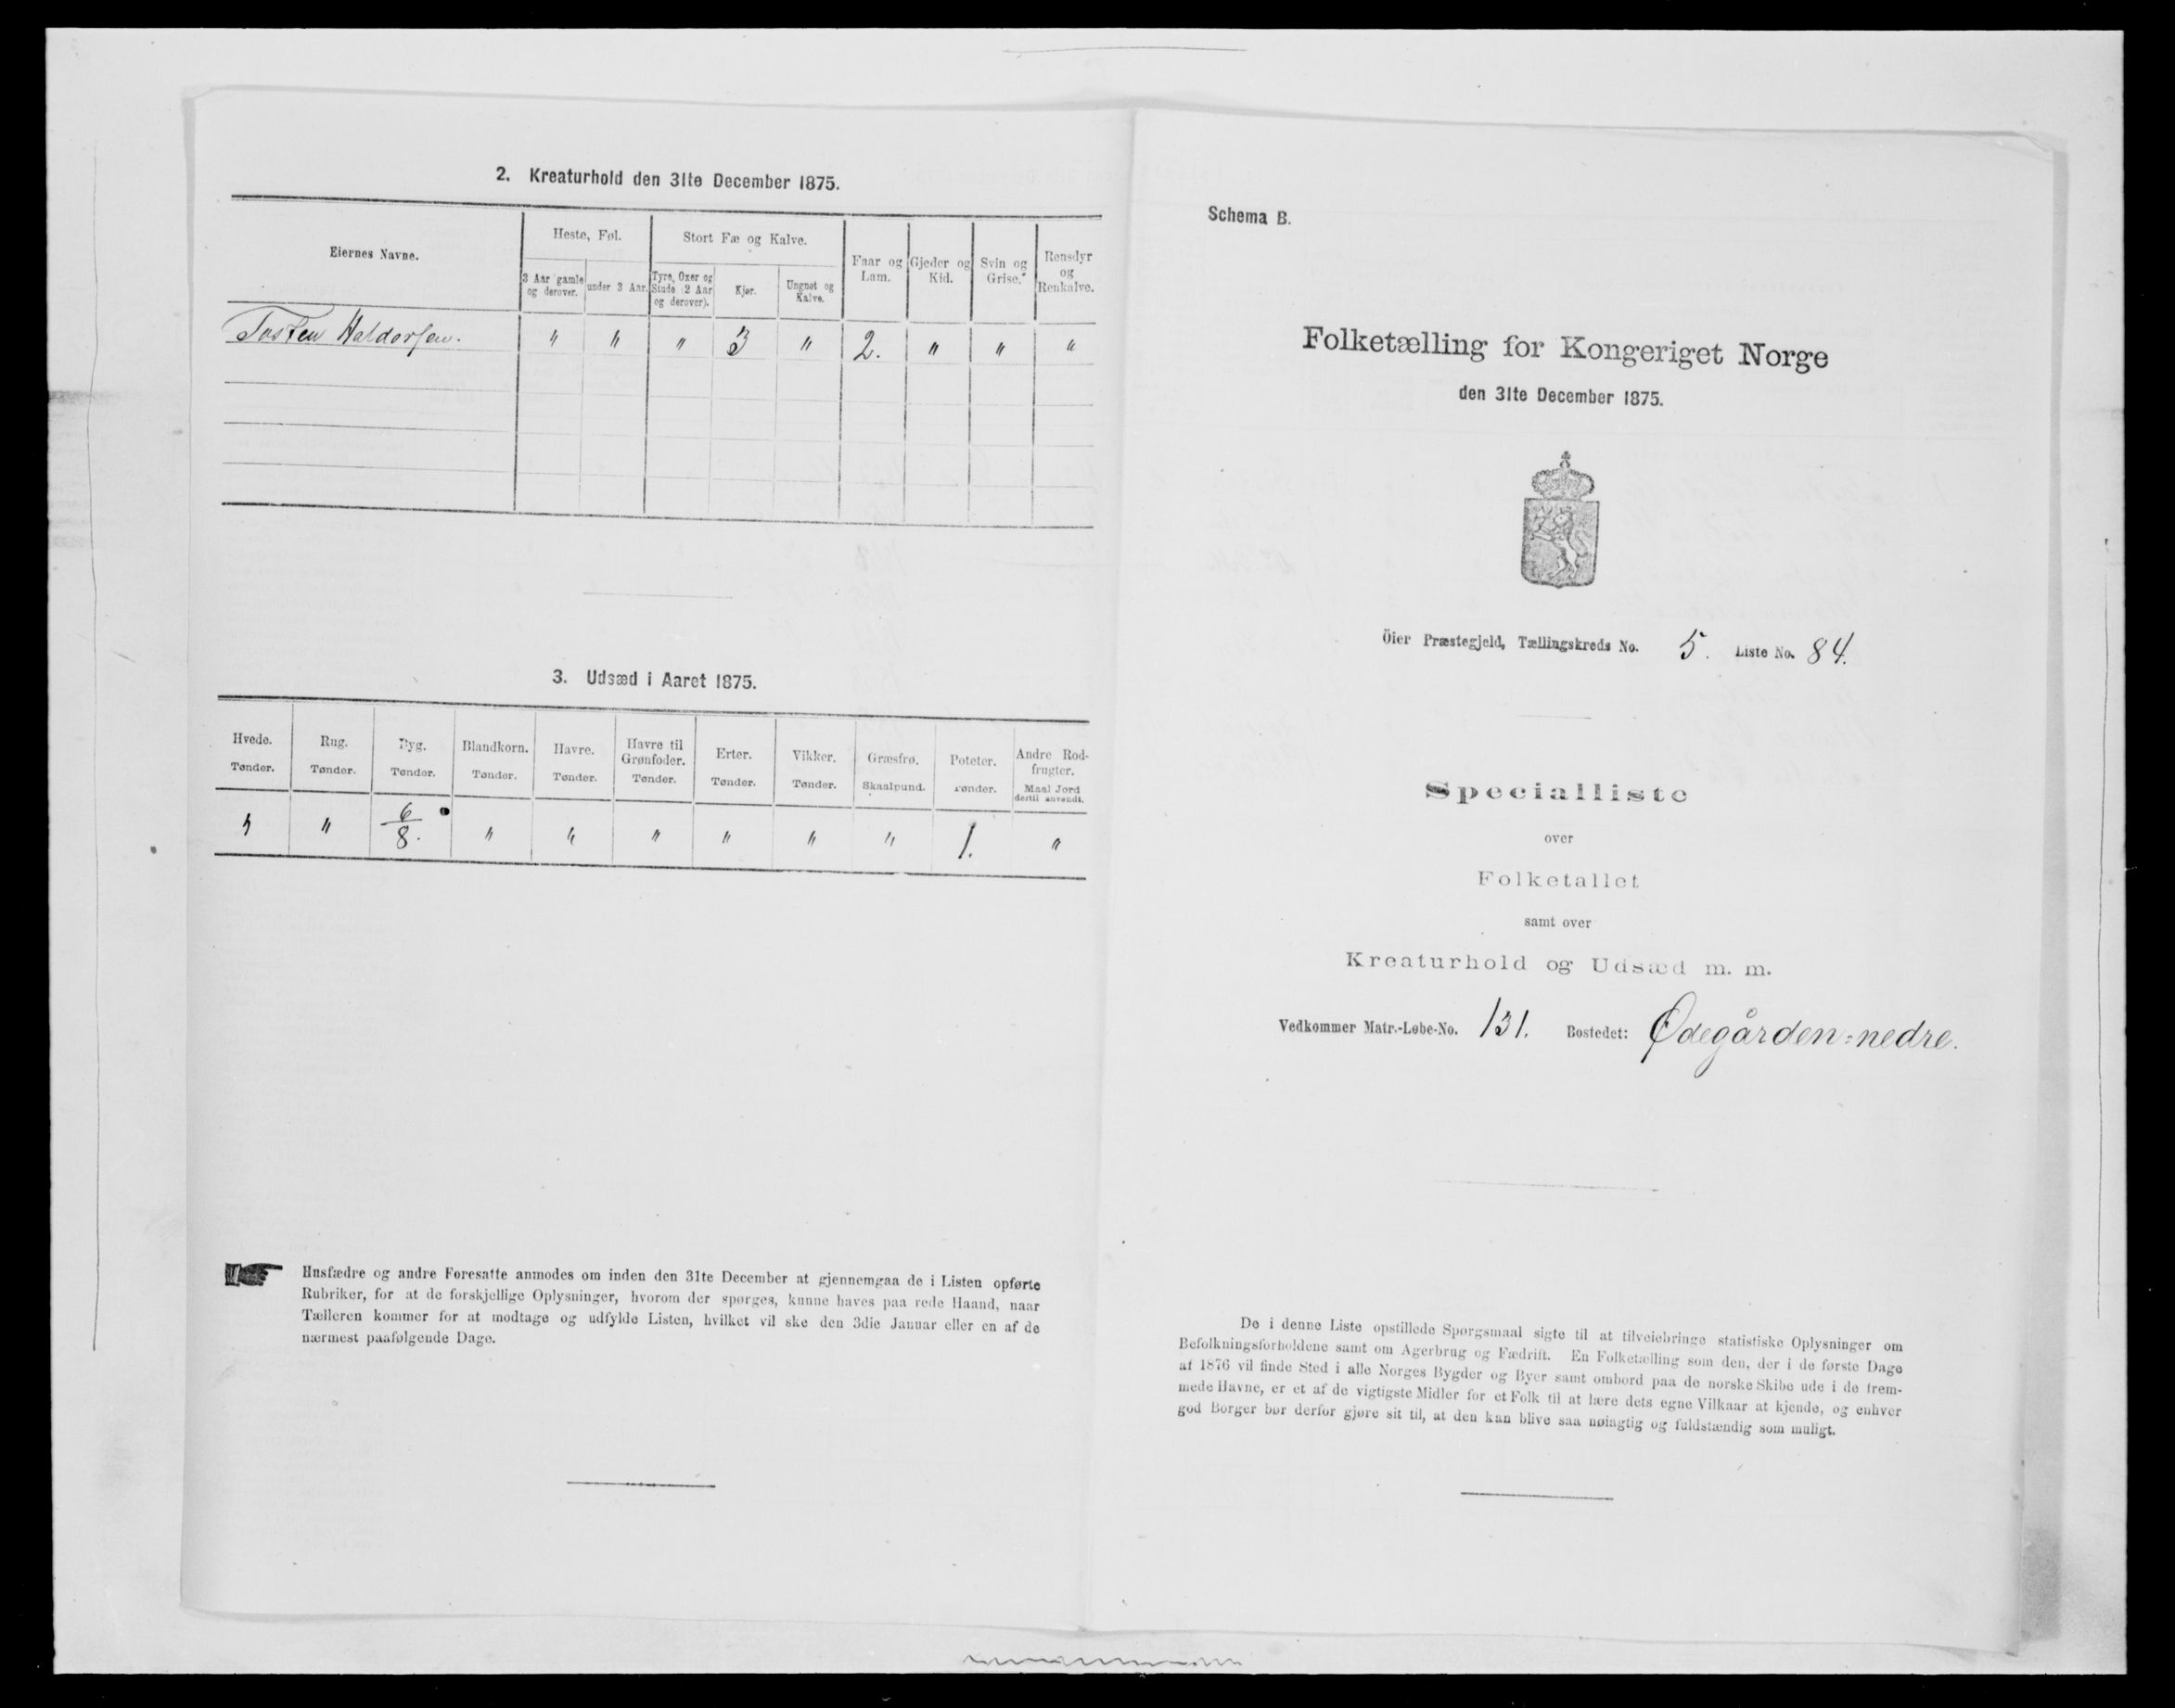 2. Kreaturhold den 31te December 1875.
Eiernes Navne.
Heste, Føl.
Stort Fæ og Kalve.
Faar og Lam.
Gjeder og Kid.
Svin og Grise.
Rensdyr og Renkalve.
3 Aar gamle og derover.
under 3 Aar.
Tyre, Oxer og Stude (2 Aar og derover).
Kjør.
Ungnøt og Kalve.
Tosten Haldorsen. " " " 3 " 2. " " "
3. Udsæd i Aaret 1875.
Hvede. Rug. Byg. Blandkorn. Havre. Havre til Grønfoder. Erter. Vikker. Græsfrø. Poteter. Andre Rodfrugter.
Tønder. Tønder. Tønder. Tønder. Tønder. Tønder. Tønder. Tønder. Skaalpund. Tønder. Maal Jord dertil anvendt.
" " 6/8. " " " " " " 1. "
Husfædre og andre Foresatte anmodes om inden den 31te December at gjennemgaa de i Listen opførte
Rubriker, for at de forskjellige Oplysninger, hvorom der spørges, kunne haves paa rede Haand, naar
Tælleren kommer for at modtage og udfylde Listen, hvilket vil ske den 3die Januar eller en af de
nærmest paafølgende Dage.
Schema B.
Folketælling for Kongeriget Norge
den 31te December 1875.
Öier Præstegjeld, Tællingskreds No. 5. Liste No. 84.
Specialliste
over
Folketallet
samt over
Kreaturhold og Udsæd m. m.
Vedkommer Matr.-Løbe-No. 131. Bostedet: Ødegården=nedre.
De i denne Liste opstillede Spørgsmaal sigte til at tilveiebringe statistiske Oplysninger om
Befolkningsforholdene samt om Agerbrug og Fædrift. En Folketælling som den, der i de første Dage
af 1876 vil finde Sted i alle Norges Bygder og Byer samt ombord paa de norske Skibe ude i de frem-
mede Havne, er et af de vigtigste Midler for et Folk til at lære dets egne Vilkaar at kjende, og enhver
god Borger bør derfor gjøre sit til, at den kan blive saa nøiagtig og fuldstændig som muligt.